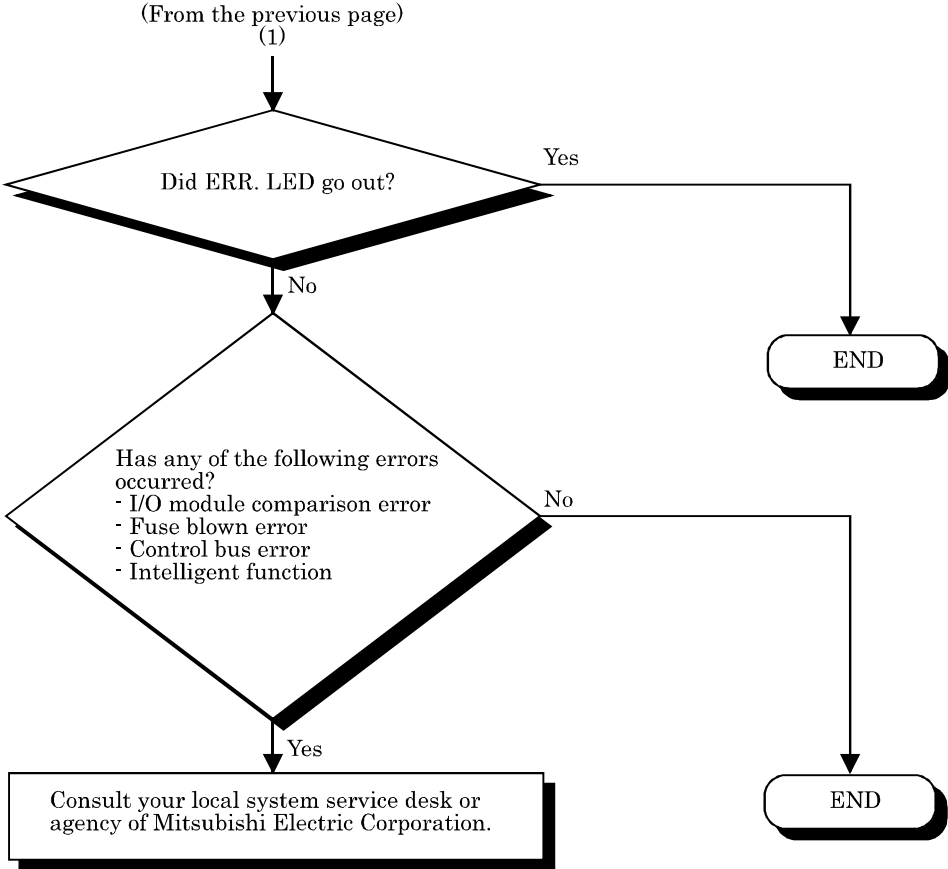 (From the previous page)
(1)
Did ERR. LED go out?
Yes
No
END
Has any of the following errors
occurred?
- I/O module comparison error
- Fuse blown error
- Control bus error
- Intelligent function
No
Yes
Consult your local system service desk or
agency of Mitsubishi Electric Corporation.
END